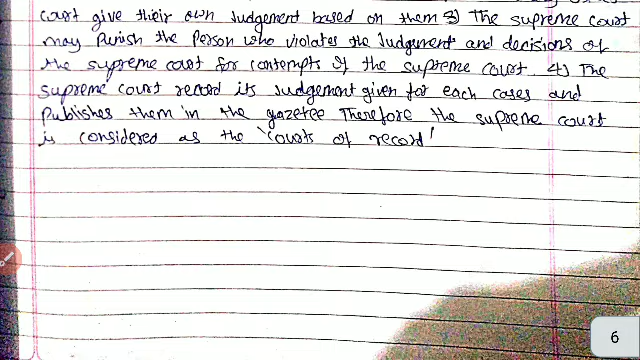 court give their own Judgement based on them 3) The supreme court
may punish the Person who violates the Judgement and decisions of
the supreme court for contempts of the supreme court. 4) The
supreme court record its Judgement given for each cases and
Publishes them in the gazetee Therefore the supreme court
is considered as the 'courts of record'
6